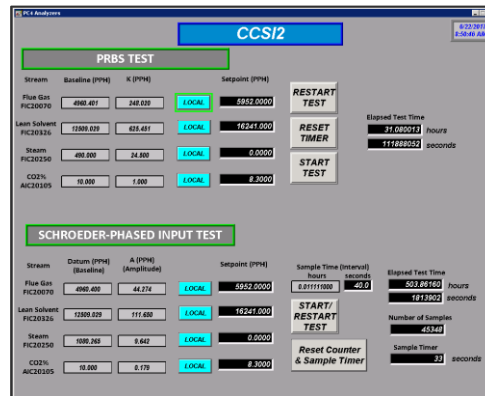 PCs Analyzers
CCSI2
8:50:40 AM
PRBS TEST
Stream Baseline (PPH) K (PPH) Setpoint (PPH)
Flue Gas
FIC20070 4960.401 248.020 LOCAL 5952.0000
RESTART
TEST
Lean Solvent
FIC20326 12509.029 625.451 LOCAL 16241.000
RESET
TIMER
Elapsed Test Time
31.080013 hours
111888052 seconds
Steam
FIC20250 490.000 24.500 LOCAL 0.0000
START
TEST
CO2%
AIC20105 10.000 1.000 LOCAL 8.3000
SCHROEDER-PHASED INPUT TEST
Stream Datum (PPH)
(Baseline) A (PPH)
(Amplitude) Setpoint (PPH) Sample Time (Interval)
hours seconds
Elapsed Test Time
Flue Gas
FIC20070 4960.400 44.274 LOCAL 5952.0000 0.011111000 40.0 503.86160 hours
1813902 seconds
Lean Solvent
FIC20326 12509.029 111.650 LOCAL 16241.000
START/
RESTART
TEST
Number of Samples
45348
Steam
FIC20250 1080.265 9.642 LOCAL 0.0000
Reset Counter
& Sample Timer
Sample Timer
33 seconds
CO2%
AIC20105 10.000 0.179 LOCAL 8.3000